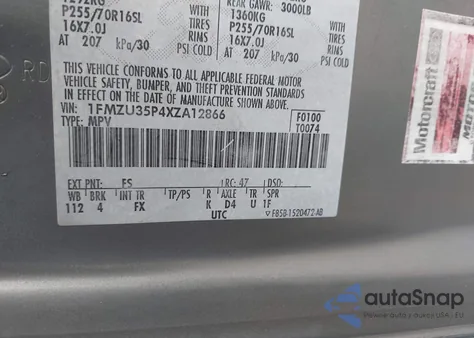 REAR GAWR: 3000LB
1360KG
P255/70R16SL P255/70R16SL
16X7.0J 16X7.0J
AT 207 kPa/30 PSI COLD AT 207 kPa/30 PSI COLD
THIS VEHICLE CONFORMS TO ALL APPLICABLE FEDERAL MOTOR
VEHICLE SAFETY, BUMPER, AND THEFT PREVENTION STANDARDS
IN EFFECT ON THE DATE OF MANUFACTURE SHOWN ABOVE.
VIN: 1FMZU35P4XZA12866
TYPE: MPV
F0100
T0074
EXT PNT: ES RC: 47 DSO:
WB BRK INT TR TP/PS R AXLE TR SPR
112 4 FX K D4 U 1F
UTC
F85B-1520472-AB
Motorcraft
autoSnap